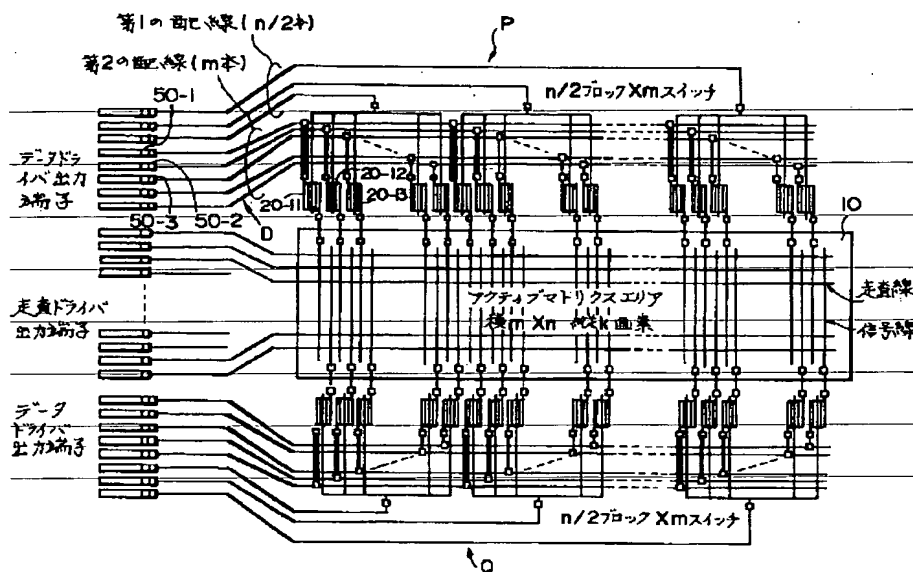 第1の配線(n/2本)
第2の配線(m本)
P
n/2ブロックXmスイッチ
50-1
データドラ
イバ出力
端子
50-3
50-2
20-11
20-12
20-13
D
10
アクティブマトリクスエリア
横mXn 縦k画素
走査線
信号線
走査ドライバ
出力端子
データ
ドライバ
出力端子
n/2ブロックXmスイッチ
Q